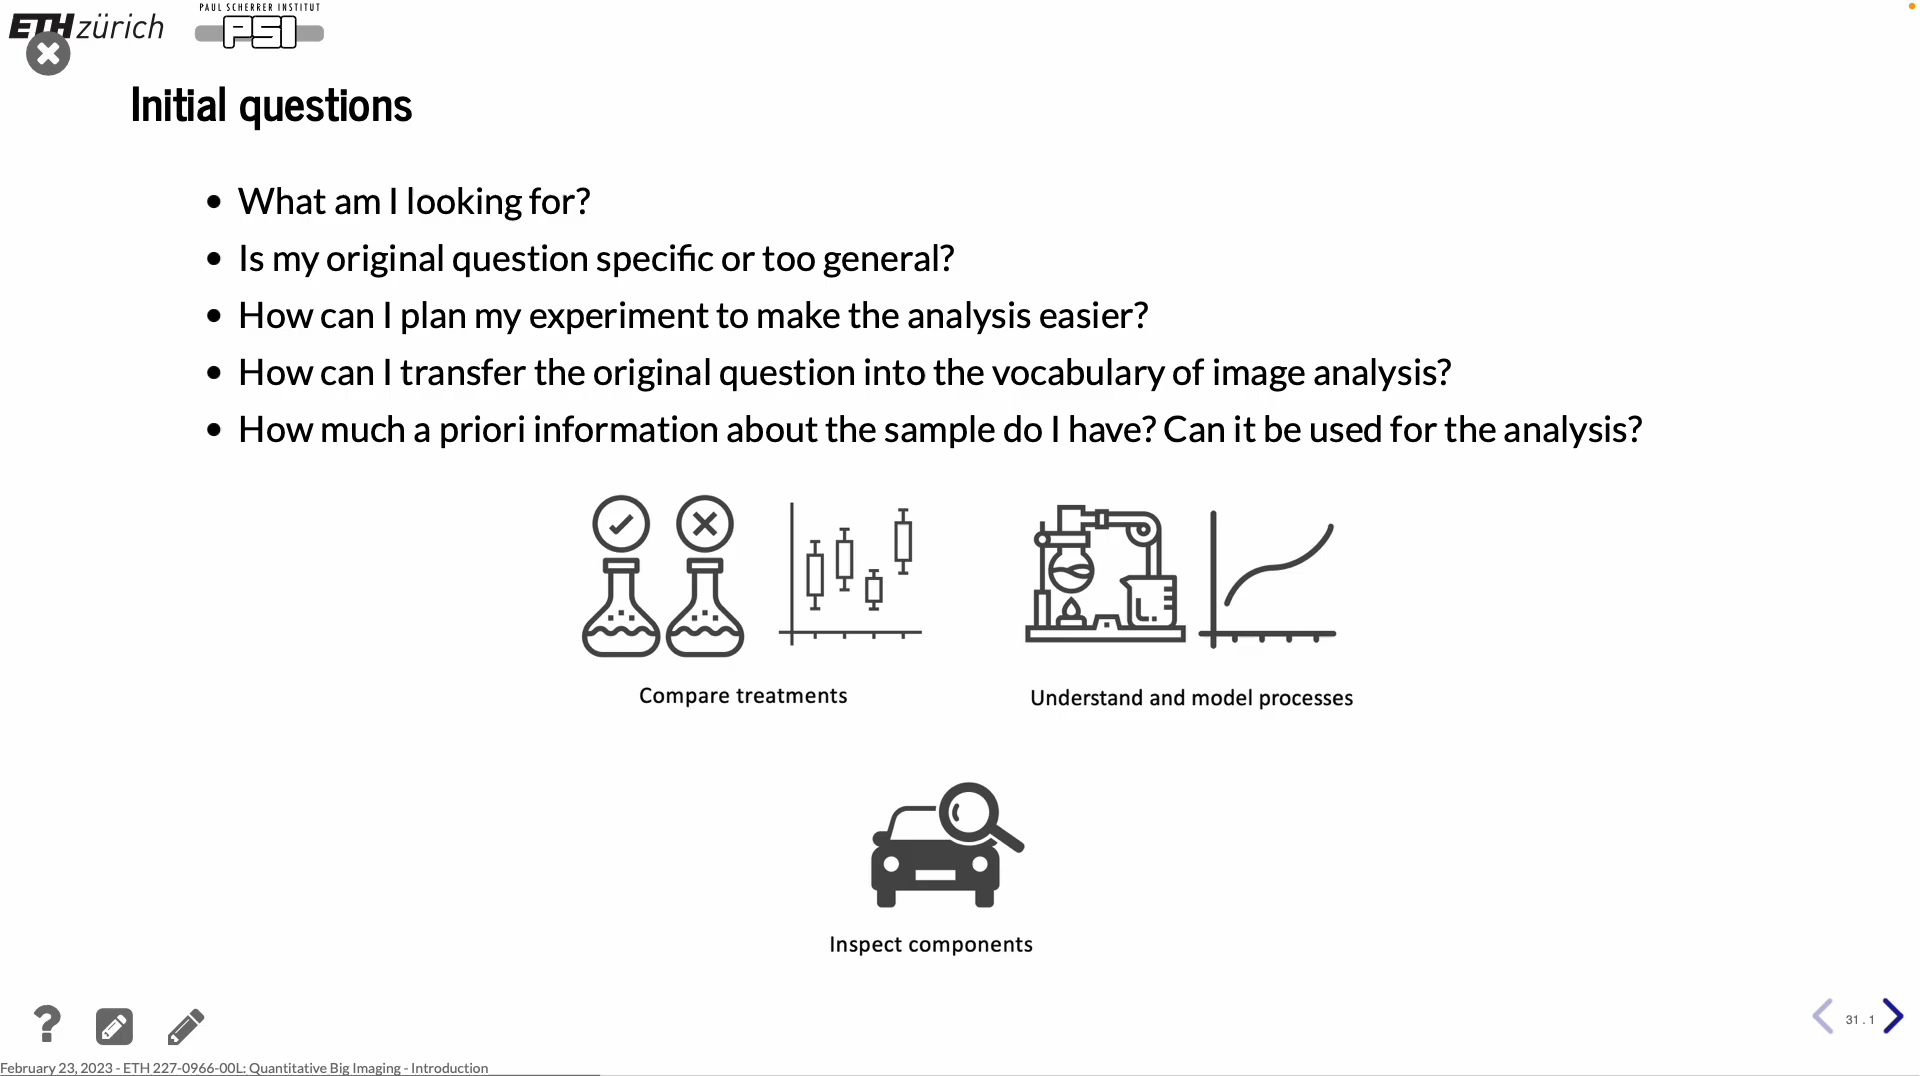 ETH zürich
PAUL SCHERRER INSTITUT
PSI
Initial questions
• What am I looking for?
• Is my original question specific or too general?
• How can I plan my experiment to make the analysis easier?
• How can I transfer the original question into the vocabulary of image analysis?
• How much a priori information about the sample do I have? Can it be used for the analysis?
Compare treatments
Understand and model processes
Inspect components
?
31 . 1
February 23, 2023 - ETH 227-0966-00L: Quantitative Big Imaging - Introduction